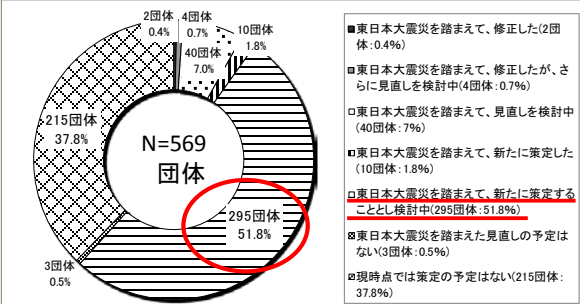 2団体
0.4%
4団体
0.7%
10団体
1.8%
40団体
7.0%
215団体
37.8%
N=569
団体
295団体
51.8%
3団体
0.5%
東日本大震災を踏まえて、修正した(2団
体:0.4%)
東日本大震災を踏まえて、修正したが、さ
らに見直しを検討中(4団体:0.7%)
東日本大震災を踏まえて、見直しを検討中
(40団体:7%)
東日本大震災を踏まえて、新たに策定した
(10団体:1.8%)
東日本大震災を踏まえて、新たに策定する
こととし検討中(295団体:51.8%)
東日本大震災を踏まえた見直しの予定は
ない(3団体:0.5%)
現時点では策定の予定はない(215団体:
37.8%)